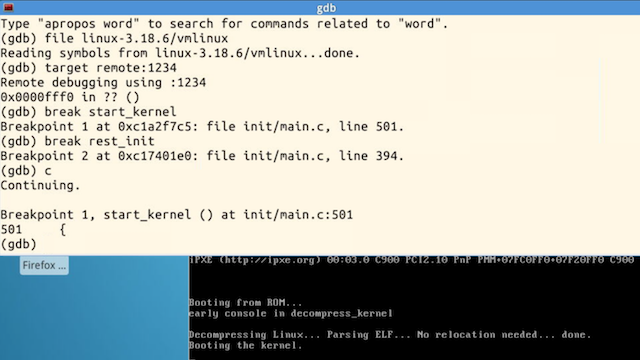 gdb
Type "apropos word" to search for commands related to "word".
(gdb) file linux-3.18.6/vmlinux
Reading symbols from linux-3.18.6/vmlinux...done.
(gdb) target remote:1234
Remote debugging using :1234
0x0000fff0 in ?? ()
(gdb) break start_kernel
Breakpoint 1 at 0xc1a2f7c5: file init/main.c, line 501.
(gdb) break rest_init
Breakpoint 2 at 0xc17401e0: file init/main.c, line 394.
(gdb) c
Continuing.
Breakpoint 1, start_kernel () at init/main.c:501
501     {
(gdb)
Firefox ...
iPXE (http://ipxe.org) 00:03.0 C900 PCI2.10 PnP PMM+07FC0FF0+07F20FF0 C900
Booting from ROM...
early console in decompress_kernel
Decompressing Linux... Parsing ELF... No relocation needed... done.
Booting the kernel.